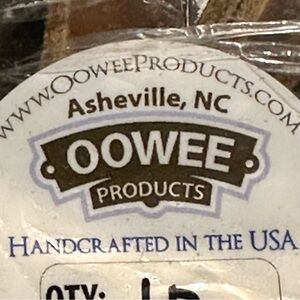 www.OoweeProducts.com
Asheville, NC
OOWEE
PRODUCTS
HANDCRAFTED IN THE USA
QTY: